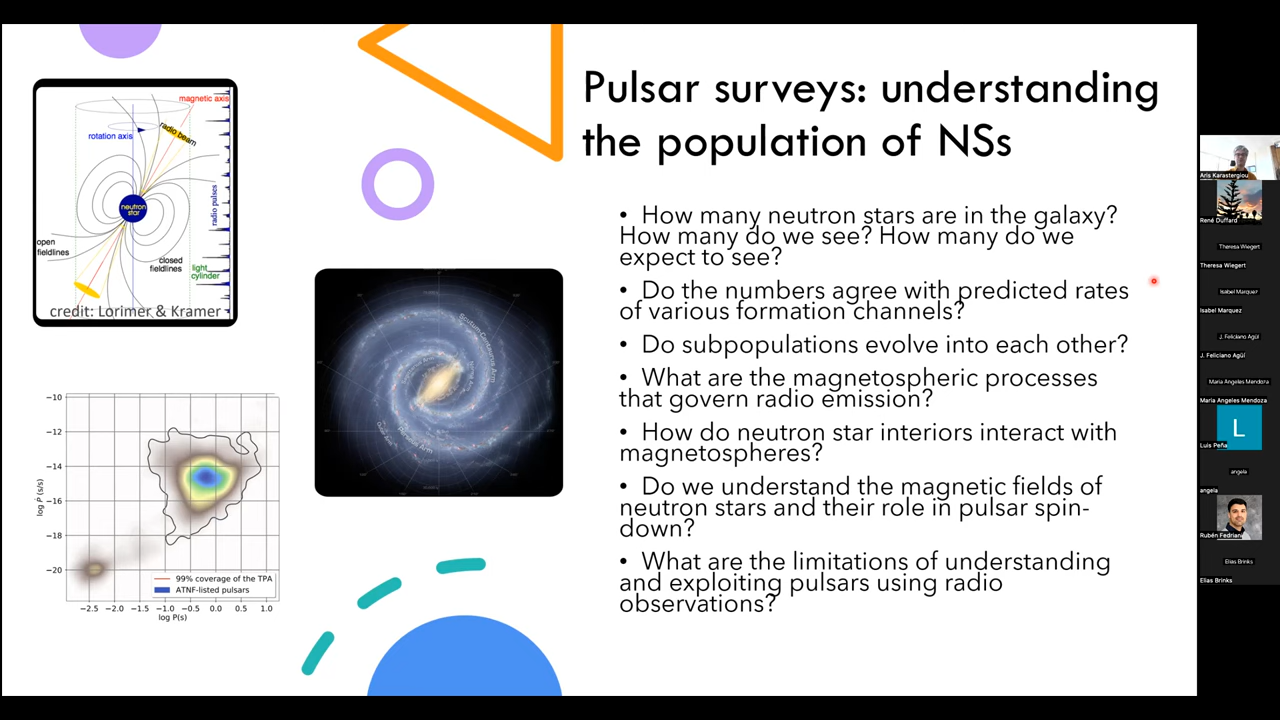 Pulsar surveys: understanding
the population of NSs
magnetic axis
rotation axis
radio beam
neutron
star
radio pulses
open
fieldlines
closed
fieldlines
light
cylinder
credit: Lorimer & Kramer
• How many neutron stars are in the galaxy?
How many do we see? How many do we
expect to see?
• Do the numbers agree with predicted rates
of various formation channels?
• Do subpopulations evolve into each other?
• What are the magnetospheric processes
that govern radio emission?
• How do neutron star interiors interact with
magnetospheres?
• Do we understand the magnetic fields of
neutron stars and their role in pulsar spin-
down?
• What are the limitations of understanding
and exploiting pulsars using radio
observations?
−10
−12
−14
−16
−18
−20
log Ṗ (s/s)
99% coverage of the TPA
ATNF-listed pulsars
−2.5 −2.0 −1.5 −1.0 −0.5 0.0 0.5 1.0
log P(s)
Aris Karastergiou
René Duffard
Theresa Wiegert
Theresa Wiegert
Isabel Marquez
Isabel Marquez
J. Feliciano Agüí
J. Feliciano Agüí
Maria Angeles Mendoza
Maria Angeles Mendoza
L
Luis Peña
angela
angela
Rubén Fedriani
Elias Brinks
Elias Brinks